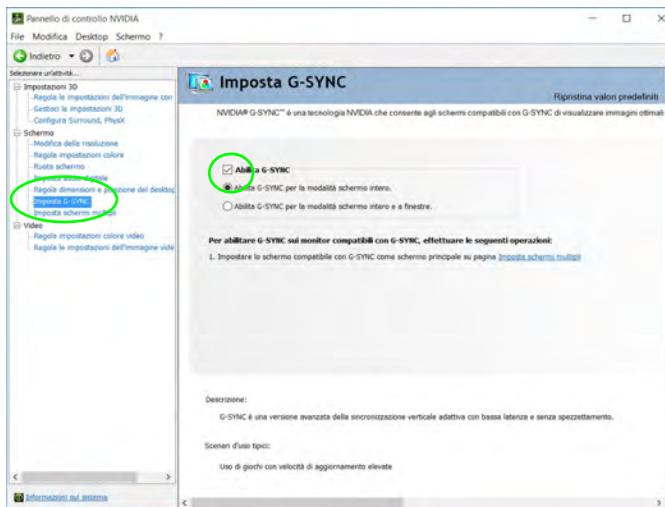 Pannello di controllo NVIDIA
File Modifica Desktop Schermo ?
Indietro
Selezionare un'attività...
Impostazioni 3D
Regola le impostazioni dell'immagine con
Gestisci le impostazioni 3D
Configura Surround, PhysX
Schermo
Modifica della risoluzione
Regola impostazioni colore
Ruota schermo
Imposta audio digitale
Regola dimensioni e posizione del desktop
Imposta G-SYNC
Imposta schermi multipli
Video
Regola impostazioni colore video
Regola le impostazioni dell'immagine vide
Informazioni sul sistema
Imposta G-SYNC
Ripristina valori predefiniti
NVIDIA® G-SYNC™ è una tecnologia NVIDIA che consente agli schermi compatibili con G-SYNC di visualizzare immagini ottimali
Abilita G-SYNC
Abilita G-SYNC per la modalità schermo intero.
Abilita G-SYNC per la modalità schermo intero e a finestre.
Per abilitare G-SYNC sui monitor compatibili con G-SYNC, effettuare le seguenti operazioni:
1. Impostare lo schermo compatibile con G-SYNC come schermo principale su pagina Imposta schermi multipli
Descrizione:
G-SYNC è una versione avanzata della sincronizzazione verticale adattiva con bassa latenza e senza spezzettamento.
Scenari d'uso tipici:
Uso di giochi con velocità di aggiornamento elevate